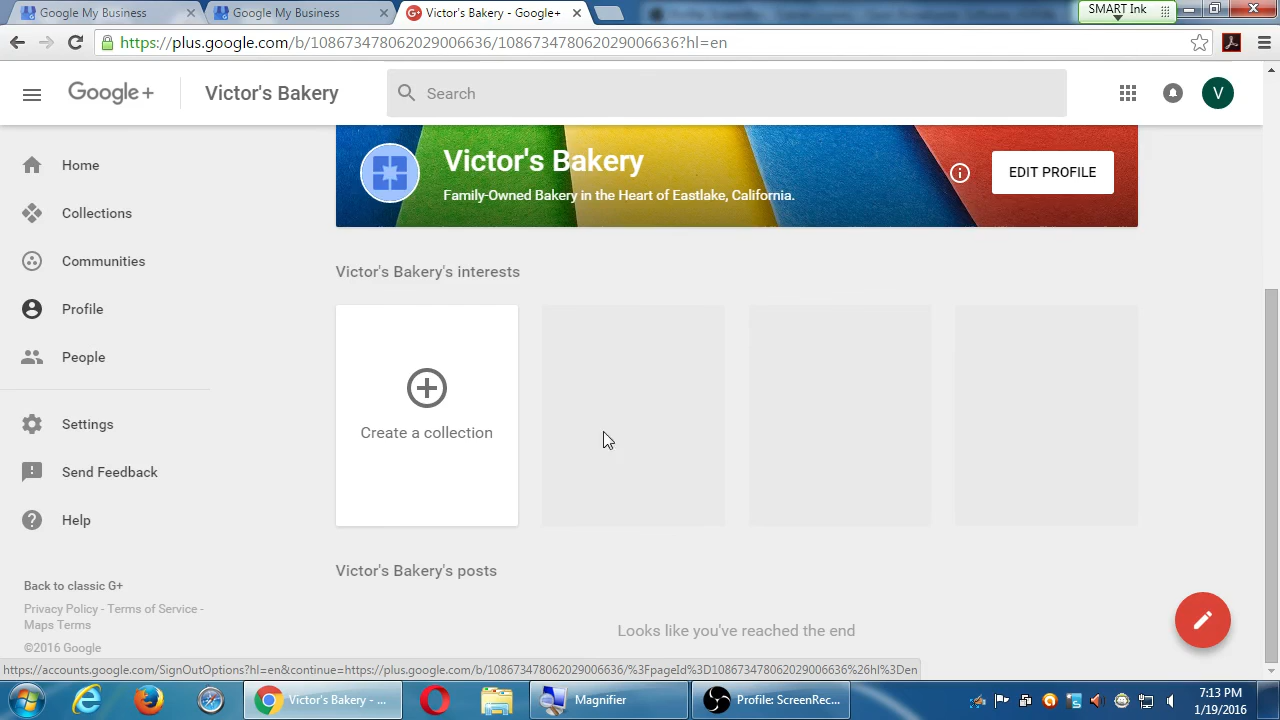 Google My Business
Google My Business
Victor's Bakery - Google+
SMART Ink
https://plus.google.com/b/108673478062029006636/108673478062029006636?hl=en
Google+
Victor's Bakery
Search
V
Home
Collections
Communities
Profile
People
Settings
Send Feedback
Help
Back to classic G+
Privacy Policy - Terms of Service -
Maps Terms
©2016 Google
Victor's Bakery
Family-Owned Bakery in the Heart of Eastlake, California.
EDIT PROFILE
Victor's Bakery's interests
Create a collection
Victor's Bakery's posts
Looks like you've reached the end
https://accounts.google.com/SignOutOptions?hl=en&continue=https://plus.google.com/b/108673478062029006636/%3FpageId%3D108673478062029006636%26hl%3Den
Victor's Bakery - ...
Magnifier
Profile: ScreenRec...
7:13 PM
1/19/2016